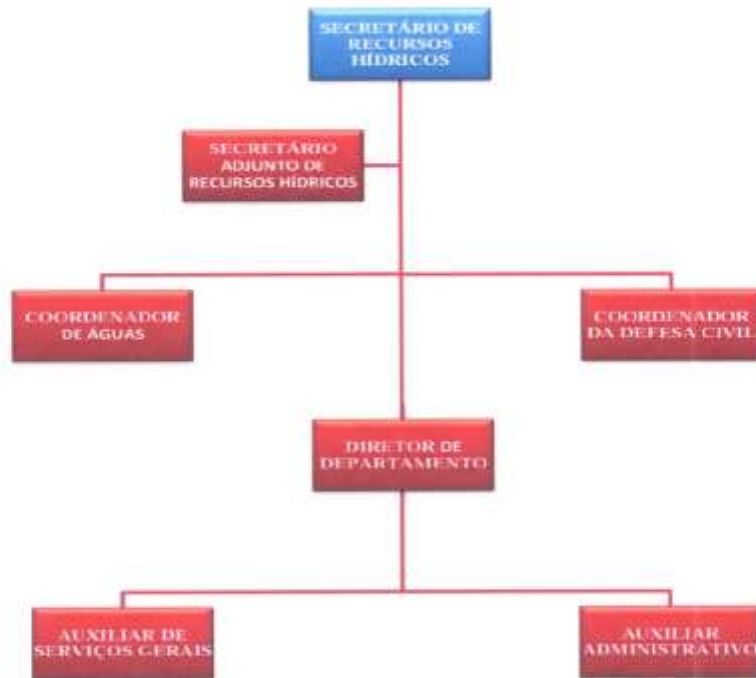 SECRETÁRIO DE
RECURSOS
HÍDRICOS
SECRETÁRIO
ADJUNTO DE
RECURSOS HÍDRICOS
COORDENADOR
DE ÁGUAS
COORDENADOR
DA DEFESA CIVIL
DIRETOR DE
DEPARTAMENTO
AUXILIAR DE
SERVIÇOS GERAIS
AUXILIAR
ADMINISTRATIVO